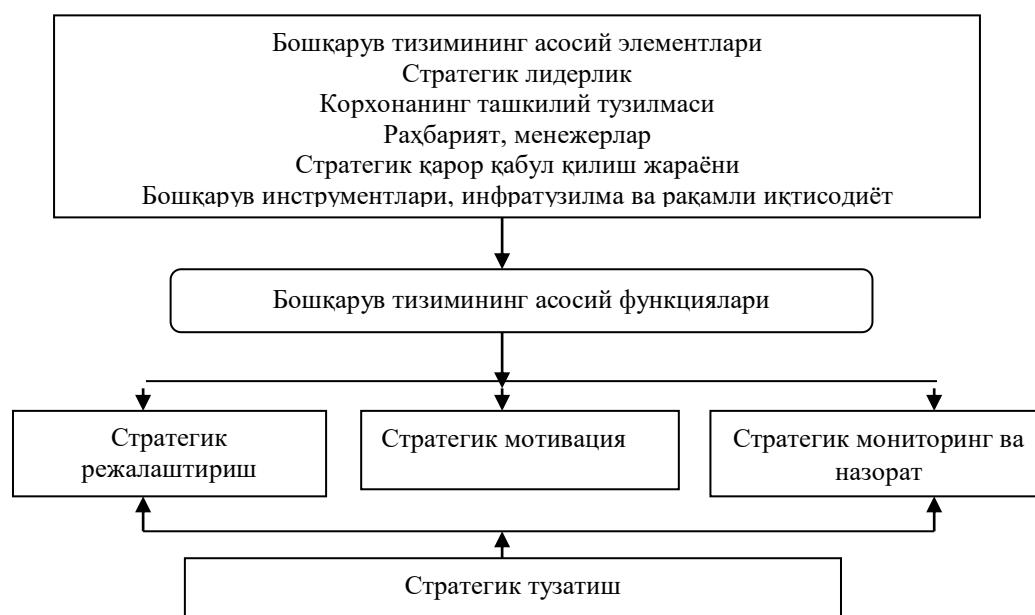 Бошқарув тизимининг асосий элементлари
Стратегик лидерлик
Корхонанинг ташкилий тузилмаси
Раҳбарият, менежерлар
Стратегик қарор қабул қилиш жараёни
Бошқарув инструментлари, инфратузилма ва рақамли иқтисодиёт
Бошқарув тизимининг асосий функциялари
Стратегик
режалаштириш
Стратегик мотивация
Стратегик мониторинг ва
назорат
Стратегик тузатиш